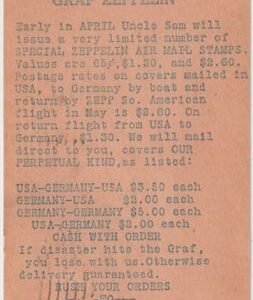 GRAF ZEPPELIN
Early in APRIL Uncle Sam will
issue a very limited number of
SPECIAL ZEPPELIN AIR MAIL STAMPS.
Values are 65¢,$1.30, and $2.60.
Postage rates on covers mailed in
USA, to Germany by boat and
return by ZEPP So. American
flight in May is $2.00. On
return flight from USA to
Germany, $1.30. We will mail
direct to you, covers OUR
PERPETUAL KIND,as listed:
USA-GERMANY-USA $3.50 each
GERMANY-USA $2.00 each
GERMANY-GERMANY $5.00 each
USA-GERMANY $2.00 each
CASH WITH ORDER
If disaster hits the Graf,
you lose with us.Otherwise
delivery guaranteed.
RUSH YOUR ORDERS